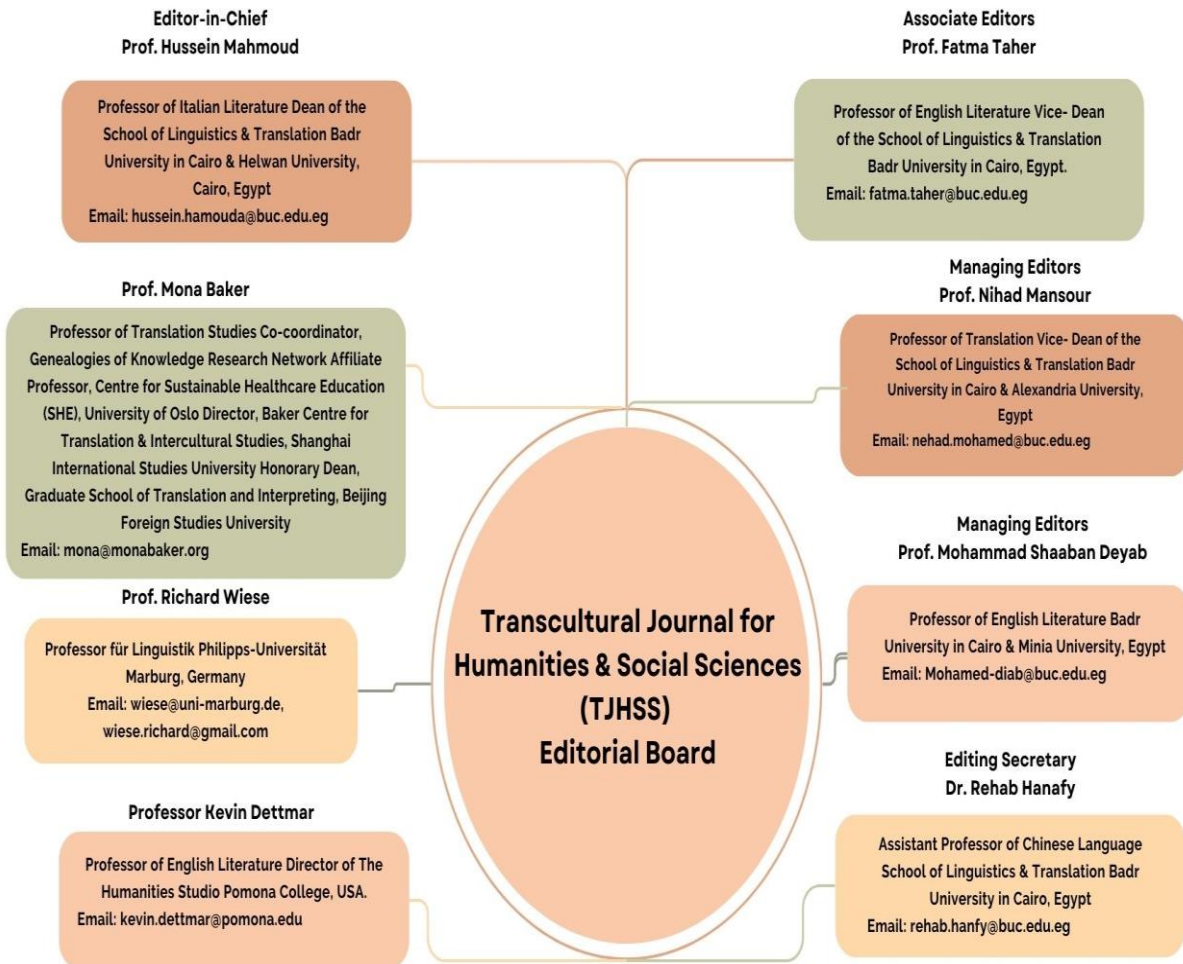 Editor-in-Chief
Prof. Hussein Mahmoud
Professor of Italian Literature Dean of the
School of Linguistics & Translation Badr
University in Cairo & Helwan University,
Cairo, Egypt
Email: hussein.hamouda@buc.edu.eg
Associate Editors
Prof. Fatma Taher
Professor of English Literature Vice- Dean
of the School of Linguistics & Translation
Badr University in Cairo, Egypt.
Email: fatma.taher@buc.edu.eg
Prof. Mona Baker
Professor of Translation Studies Co-coordinator,
Genealogies of Knowledge Research Network Affiliate
Professor, Centre for Sustainable Healthcare Education
(SHE), University of Oslo Director, Baker Centre for
Translation & Intercultural Studies, Shanghai
International Studies University Honorary Dean,
Graduate School of Translation and Interpreting, Beijing
Foreign Studies University
Email: mona@monabaker.org
Managing Editors
Prof. Nihad Mansour
Professor of Translation Vice- Dean of the
School of Linguistics & Translation Badr
University in Cairo & Alexandria University,
Egypt
Email: nehad.mohamed@buc.edu.eg
Managing Editors
Prof. Mohammad Shaaban Deyab
Professor of English Literature Badr
University in Cairo & Minia University, Egypt
Email: Mohamed-diab@buc.edu.eg
Prof. Richard Wiese
Professor für Linguistik Philipps-Universität
Marburg, Germany
Email: wiese@uni-marburg.de,
wiese.richard@gmail.com
Transcultural Journal for
Humanities & Social Sciences
(TJHSS)
Editorial Board
Editing Secretary
Dr. Rehab Hanafy
Assistant Professor of Chinese Language
School of Linguistics & Translation Badr
University in Cairo, Egypt
Email: rehab.hanfy@buc.edu.eg
Professor Kevin Dettmar
Professor of English Literature Director of The
Humanities Studio Pomona College, USA.
Email: kevin.dettmar@pomona.edu